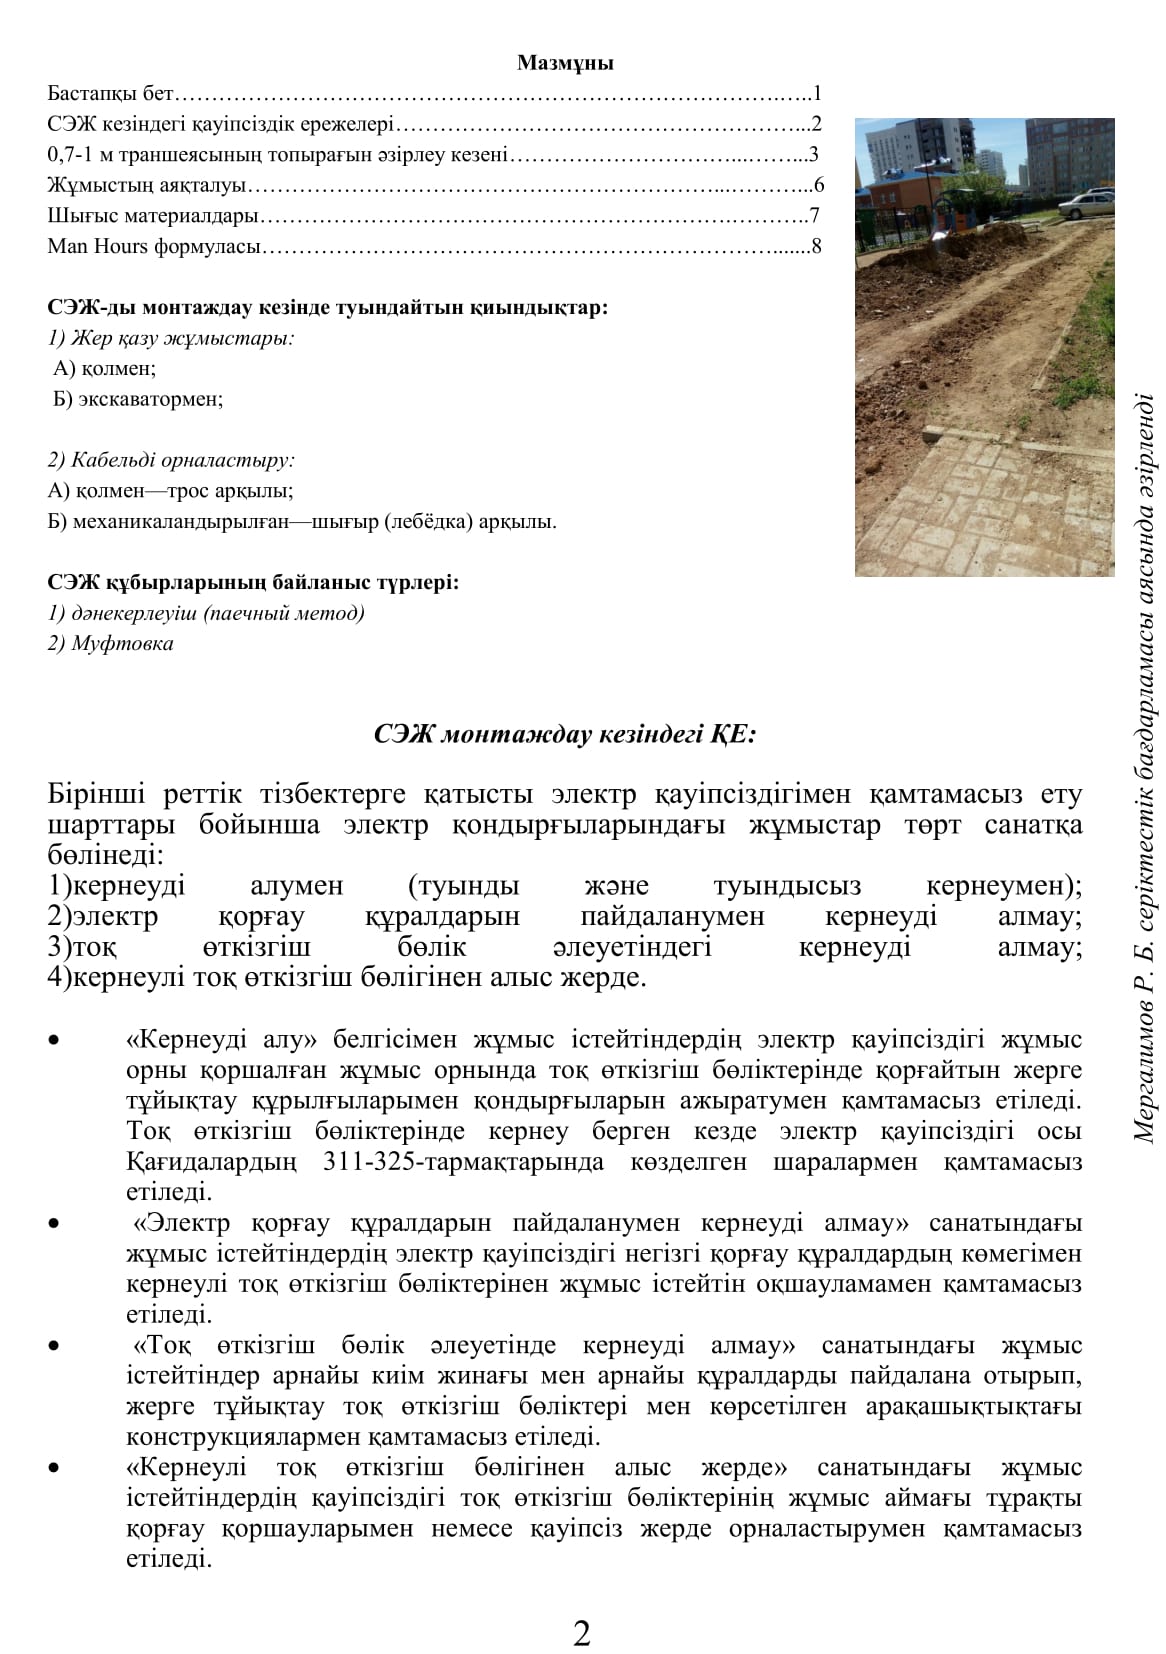 Мазмұны
Бастапқы бет……………………………………………………………………….…..1
СЭЖ кезіндегі қауіпсіздік ережелері………………………………………………...2
0,7-1 м траншеясының топырағын әзірлеу кезені…………………………...……...3
Жұмыстың аяқталуы………………………………………………………...………...6
Шығыс материалдары……………………………………………………….……….7
Man Hours формуласы…………………………………………………………….......8
СЭЖ-ды монтаждау кезінде туындайтын қиындықтар:
1) Жер қазу жұмыстары:
А) қолмен;
Б) экскаватормен;
2) Кабельді орналастыру:
А) қолмен—трос арқылы;
Б) механикаландырылған—шығыр (лебёдка) арқылы.
СЭЖ құбырларының байланыс түрлері:
1) дәнекерлеуіш (паечный метод)
2) Муфтовка
СЭЖ монтаждау кезіндегі ҚЕ:
Бірінші реттік тізбектерге қатысты электр қауіпсіздігімен қамтамасыз ету
шарттары бойынша электр қондырғыларындағы жұмыстар төрт санатқа
бөлінеді:
1)кернеуді алумен (туынды және туындысыз кернеумен);
2)электр қорғау құралдарын пайдаланумен кернеуді алмау;
3)тоқ өткізгіш бөлік әлеуетіндегі кернеуді алмау;
4)кернеулі тоқ өткізгіш бөлігінен алыс жерде.
• «Кернеуді алу» белгісімен жұмыс істейтіндердің электр қауіпсіздігі жұмыс
орны қоршалған жұмыс орнында тоқ өткізгіш бөліктерінде қорғайтын жерге
тұйықтау құрылғыларымен қондырғыларын ажыратумен қамтамасыз етіледі.
Тоқ өткізгіш бөліктерінде кернеу берген кезде электр қауіпсіздігі осы
Қағидалардың 311-325-тармақтарында көзделген шаралармен қамтамасыз
етіледі.
• «Электр қорғау құралдарын пайдаланумен кернеуді алмау» санатындағы
жұмыс істейтіндердің электр қауіпсіздігі негізгі қорғау құралдардың көмегімен
кернеулі тоқ өткізгіш бөліктерінен жұмыс істейтін оқшауламамен қамтамасыз
етіледі.
• «Тоқ өткізгіш бөлік әлеуетінде кернеуді алмау» санатындағы жұмыс
істейтіндер арнайы киім жинағы мен арнайы құралдарды пайдалана отырып,
жерге тұйықтау тоқ өткізгіш бөліктері мен көрсетілген арақашықтықтағы
конструкциялармен қамтамасыз етіледі.
• «Кернеулі тоқ өткізгіш бөлігінен алыс жерде» санатындағы жұмыс
істейтіндердің қауіпсіздігі тоқ өткізгіш бөліктерінің жұмыс аймағы тұрақты
қорғау қоршауларымен немесе қауіпсіз жерде орналастырумен қамтамасыз
етіледі.
Мергалимов Р. Б. серіктестік бағдарламасы аясында әзірленді
2